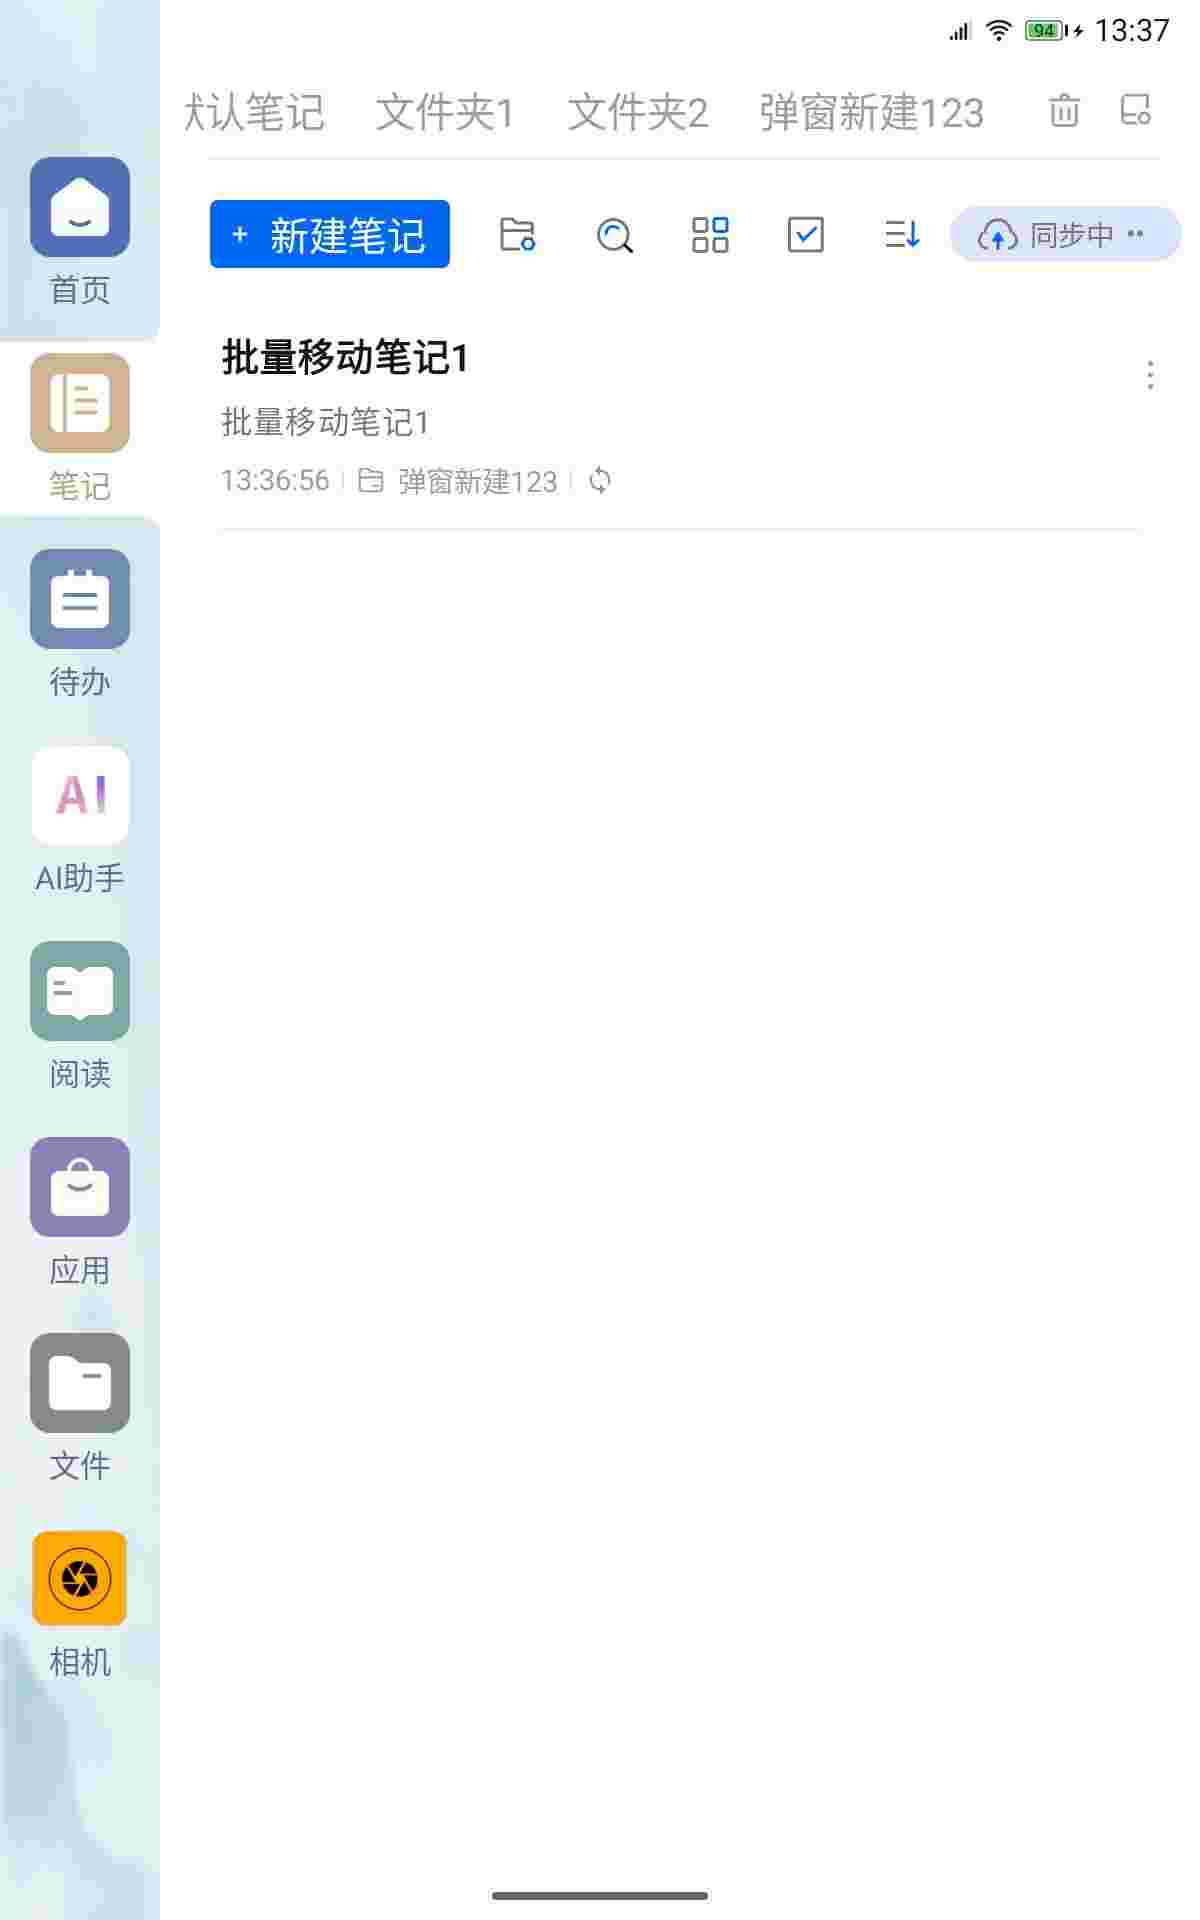 94 13:37
认笔记 文件夹1 文件夹2 弹窗新建123
+ 新建笔记 同步中 ··
批量移动笔记1
批量移动笔记1
13:36:56 弹窗新建123
首页
笔记
待办
AI
AI助手
阅读
应用
文件
相机